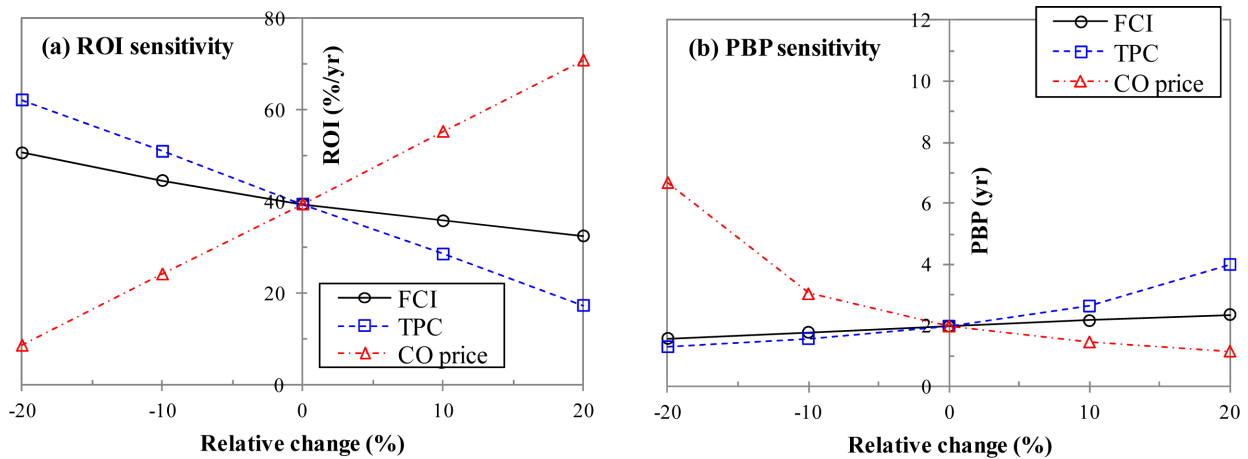 (a) ROI sensitivity
80
60
40
20
0
ROI (%/yr)
FCI
TPC
CO price
-20
-10
0
10
20
Relative change (%)
(b) PBP sensitivity
12
10
8
6
4
2
0
PBP (yr)
FCI
TPC
CO price
-20
-10
0
10
20
Relative change (%)